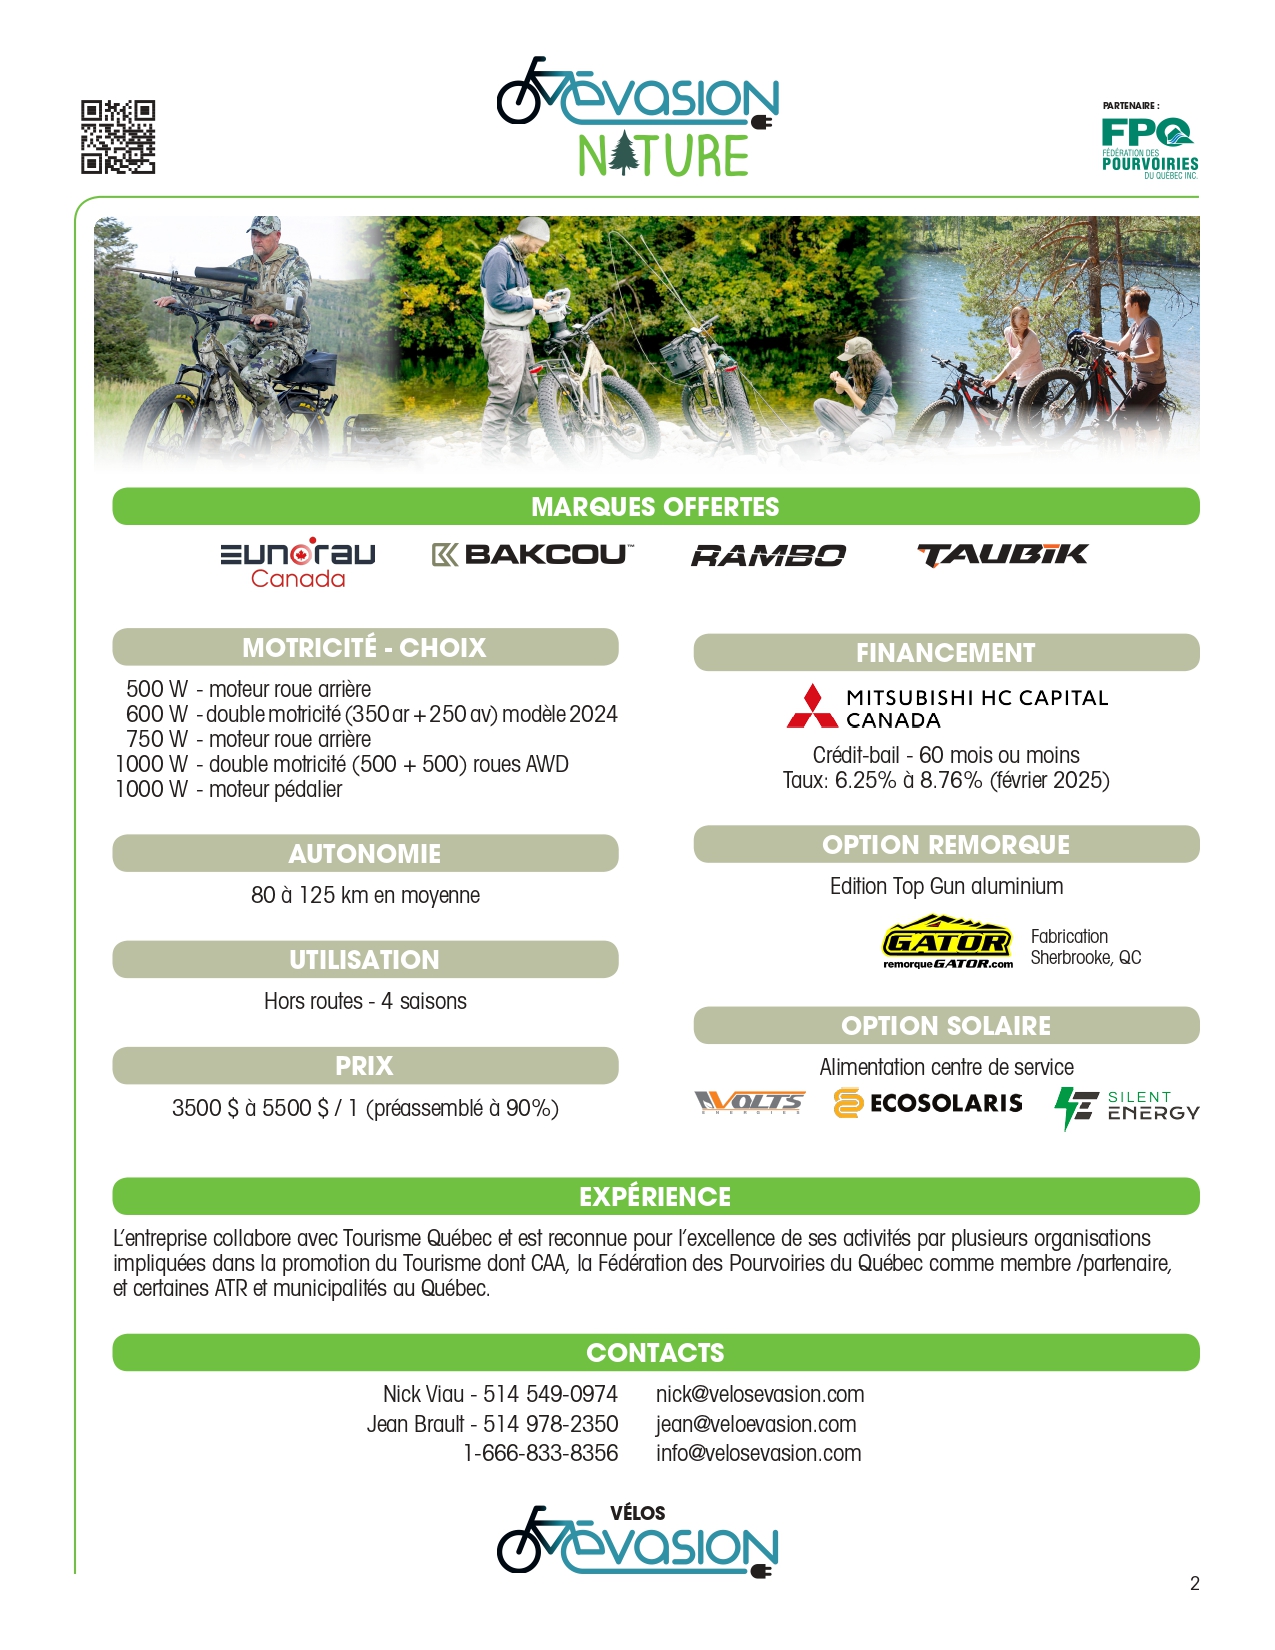 évasion
NATURE
PARTENAIRE :
FPQ
FÉDÉRATION DES
POURVOIRIES
DU QUÉBEC INC.
MARQUES OFFERTES
EUNORAU
Canada
BAKCOU™
RAMBO
TAUBIK
MOTRICITÉ - CHOIX
500 W - moteur roue arrière
600 W - double motricité (350 ar + 250 av) modèle 2024
750 W - moteur roue arrière
1000 W - double motricité (500 + 500) roues AWD
1000 W - moteur pédalier
AUTONOMIE
80 à 125 km en moyenne
UTILISATION
Hors routes - 4 saisons
PRIX
3500 $ à 5500 $ / 1 (préassemblé à 90%)
FINANCEMENT
MITSUBISHI HC CAPITAL
CANADA
Crédit-bail - 60 mois ou moins
Taux: 6.25% à 8.76% (février 2025)
OPTION REMORQUE
Edition Top Gun aluminium
GATOR
remorqueGATOR.com
Fabrication
Sherbrooke, QC
OPTION SOLAIRE
Alimentation centre de service
VOLTS
ENERGIES
ECOSOLARIS
SILENT
ENERGY
EXPÉRIENCE
L’entreprise collabore avec Tourisme Québec et est reconnue pour l’excellence de ses activités par plusieurs organisations
impliquées dans la promotion du Tourisme dont CAA, la Fédération des Pourvoiries du Québec comme membre /partenaire,
et certaines ATR et municipalités au Québec.
CONTACTS
Nick Viau - 514 549-0974 nick@velosevasion.com
Jean Brault - 514 978-2350 jean@veloevasion.com
1-666-833-8356 info@velosevasion.com
VÉLOS
évasion
2